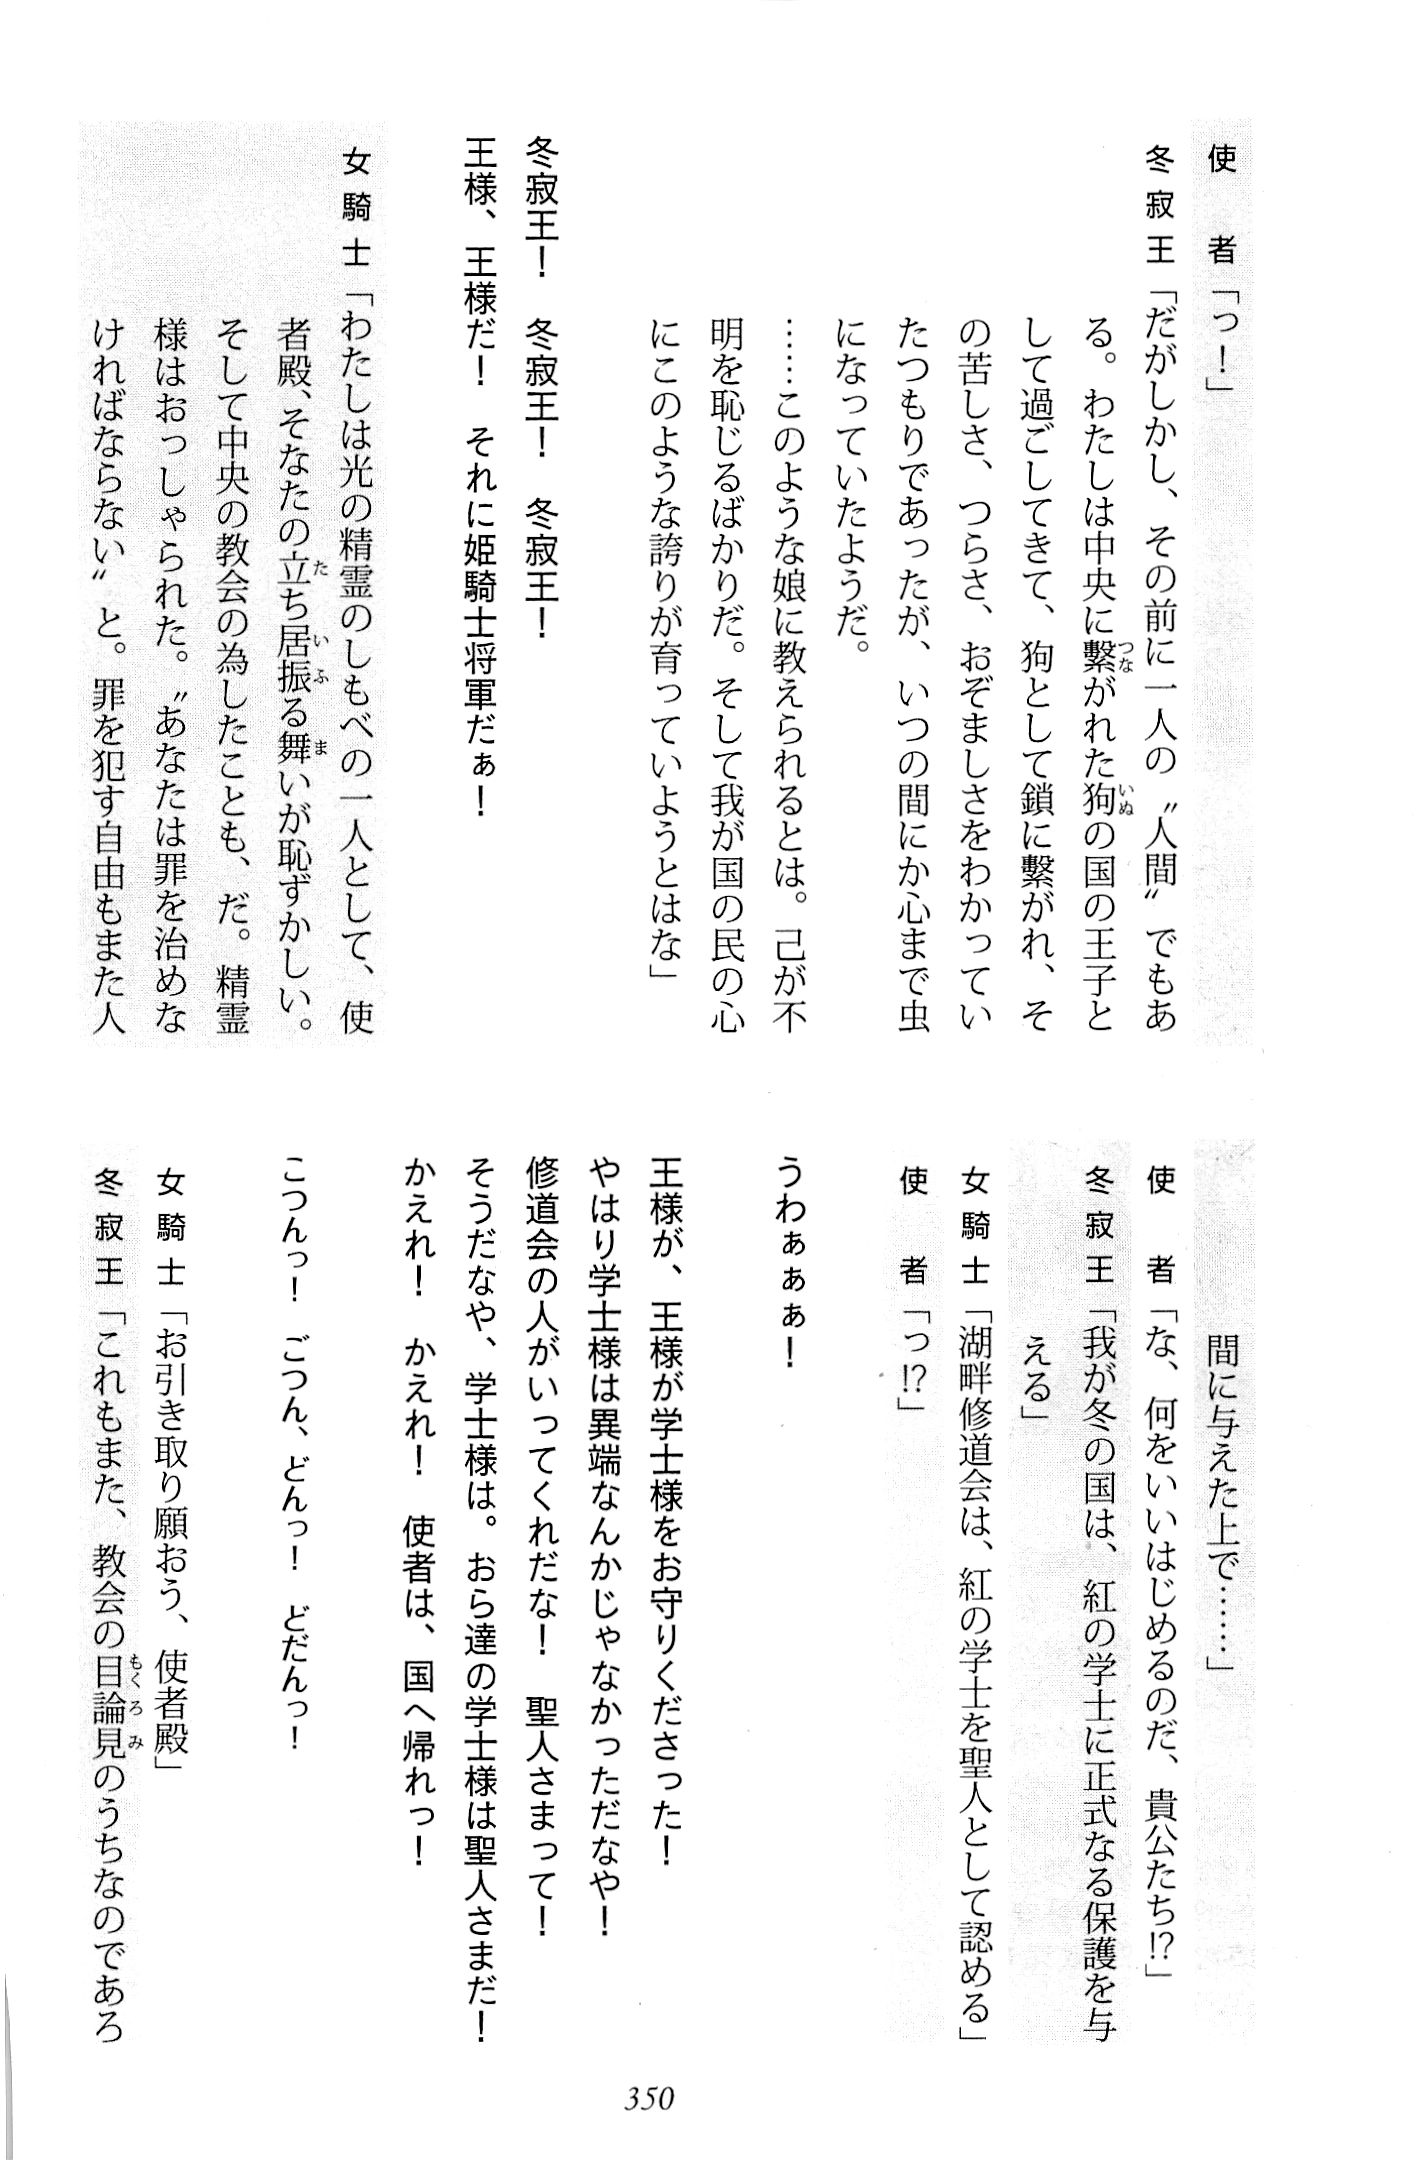 使者「っ！」
冬寂王「だがしかし、その前に一人の〝人間〟でもあ
る。わたしは中央に繫がれた狗の国の王子と
して過ごしてきて、狗として鎖に繫がれ、そ
の苦しさ、つらさ、おぞましさをわかってい
たつもりであったが、いつの間にか心まで虫
になっていたようだ。
……このような娘に教えられるとは。己が不
明を恥じるばかりだ。そして我が国の民の心
にこのような誇りが育っていようとはな」
冬寂王！　冬寂王！　冬寂王！
王様、王様だ！　それに姫騎士将軍だぁ！
女騎士「わたしは光の精霊のしもべの一人として、使
者殿、そなたの立ち居振る舞いが恥ずかしい。
そして中央の教会の為したことも、だ。精霊
様はおっしゃられた。〝あなたは罪を治めな
ければならない〟と。罪を犯す自由もまた人
間に与えた上で……」
使者「な、何をいいはじめるのだ、貴公たち!?」
冬寂王「我が冬の国は、紅の学士に正式なる保護を与
える」
女騎士「湖畔修道会は、紅の学士を聖人として認める」
使者「っ!?」
うわぁぁぁ！
王様が、王様が学士様をお守りくださった！
やはり学士様は異端なんかじゃなかっただなや！
修道会の人がいってくれだな！　聖人さまって！
そうだなや、学士様は。おら達の学士様は聖人さまだ！
かえれ！　かえれ！　使者は、国へ帰れっ！
こつんっ！　ごつん、どんっ！　どだんっ！
女騎士「お引き取り願おう、使者殿」
冬寂王「これもまた、教会の目論見のうちなのであろ
350